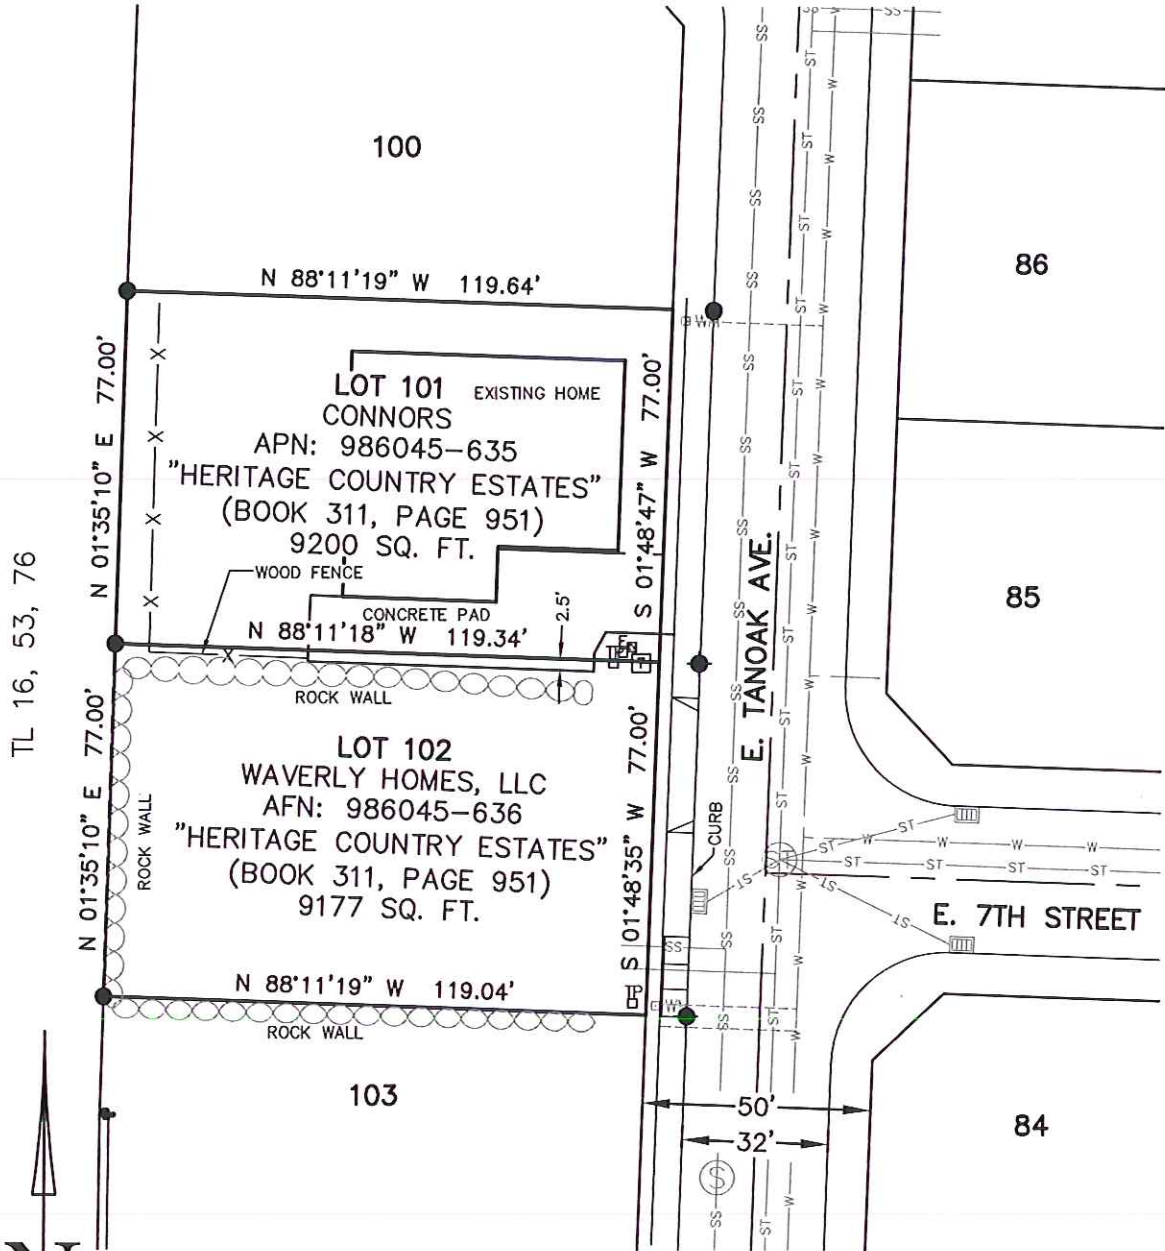 100
86
N 88°11'19" W 119.64'
N 01°35'10" E 77.00'
S 01°48'47" W 77.00'
LOT 101
EXISTING HOME
CONNORS
APN: 986045-635
"HERITAGE COUNTRY ESTATES"
(BOOK 311, PAGE 951)
9200 SQ. FT.
WOOD FENCE
CONCRETE PAD
2.5'
N 88°11'18" W 119.34'
85
E. TANOAK AVE.
TL 16, 53, 76
ROCK WALL
LOT 102
WAVERLY HOMES, LLC
AFN: 986045-636
"HERITAGE COUNTRY ESTATES"
(BOOK 311, PAGE 951)
9177 SQ. FT.
N 01°35'10" E 77.00'
ROCK WALL
S 01°48'35" W 77.00'
CURB
E. 7TH STREET
N 88°11'19" W 119.04'
TP
ROCK WALL
103
50'
32'
84
S
SS
ST
W
X
N